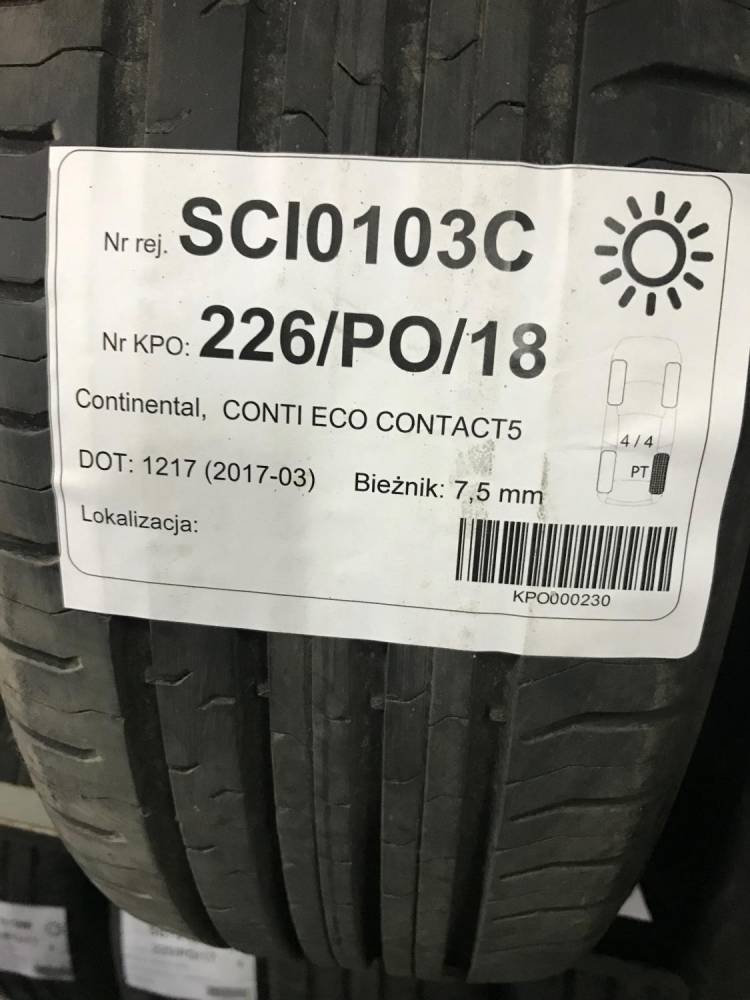 Nr rej. SCI0103C
Nr KPO: 226/PO/18
Continental, CONTI ECO CONTACT5
4 / 4
DOT: 1217 (2017-03) Bieżnik: 7,5 mm
PT
Lokalizacja:
KPO000230